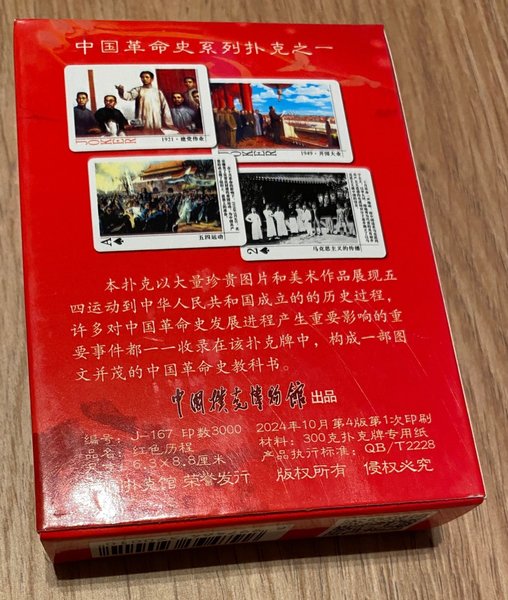 中国革命史系列扑克之一
JOKER
1921·建党伟业
JOKER
1949·开国大业
A
五四运动
2
马克思主义的传播
本扑克以大量珍贵图片和美术作品展现五
四运动到中华人民共和国成立的的历史过程，
许多对中国革命史发展进程产生重要影响的重
要事件都一一收录在该扑克牌中，构成一部图
文并茂的中国革命史教科书。
中国撲克博物館 出品
编号：J-167 印数3000 2024年10月第4版第1次印刷
品名：红色历程 材料：300克扑克牌专用纸
6.3×8.8厘米 产品执行标准：QB/T2228
扑克馆 荣誉发行 版权所有 侵权必究